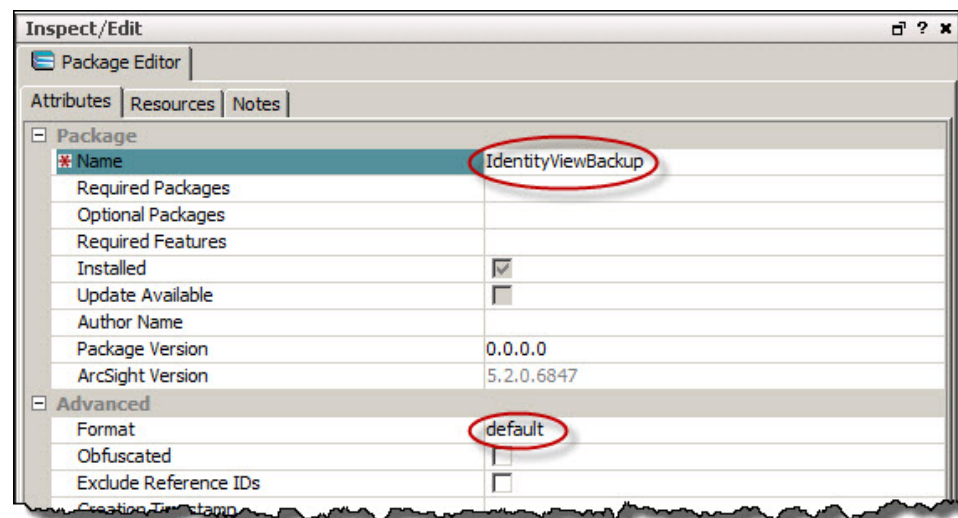 Inspect/Edit
Package Editor
Attributes Resources Notes
Package
Name IdentityViewBackup
Required Packages
Optional Packages
Required Features
Installed
Update Available
Author Name
Package Version 0.0.0.0
ArcSight Version 5.2.0.6847
Advanced
Format default
Obfuscated
Exclude Reference IDs
Creation Timestamp